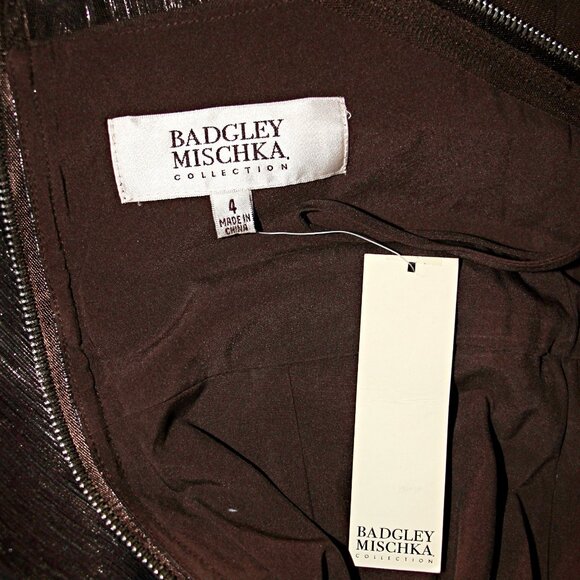 BADGLEY
MISCHKA.
COLLECTION
4
MADE IN
CHINA
BADGLEY
MISCHKA.
COLLECTION